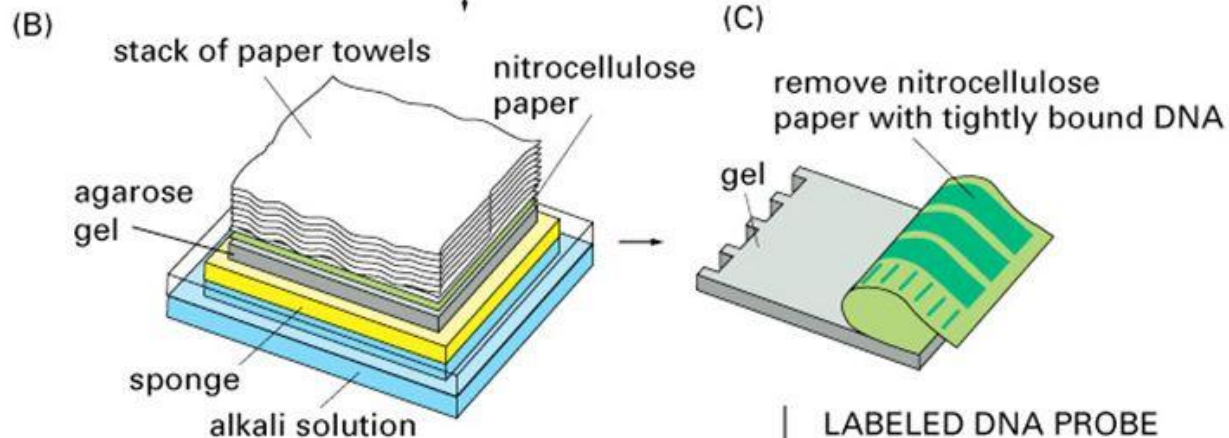 (B)
stack of paper towels
nitrocellulose
paper
agarose
gel
sponge
alkali solution
(C)
remove nitrocellulose
paper with tightly bound DNA
gel
LABELED DNA PROBE